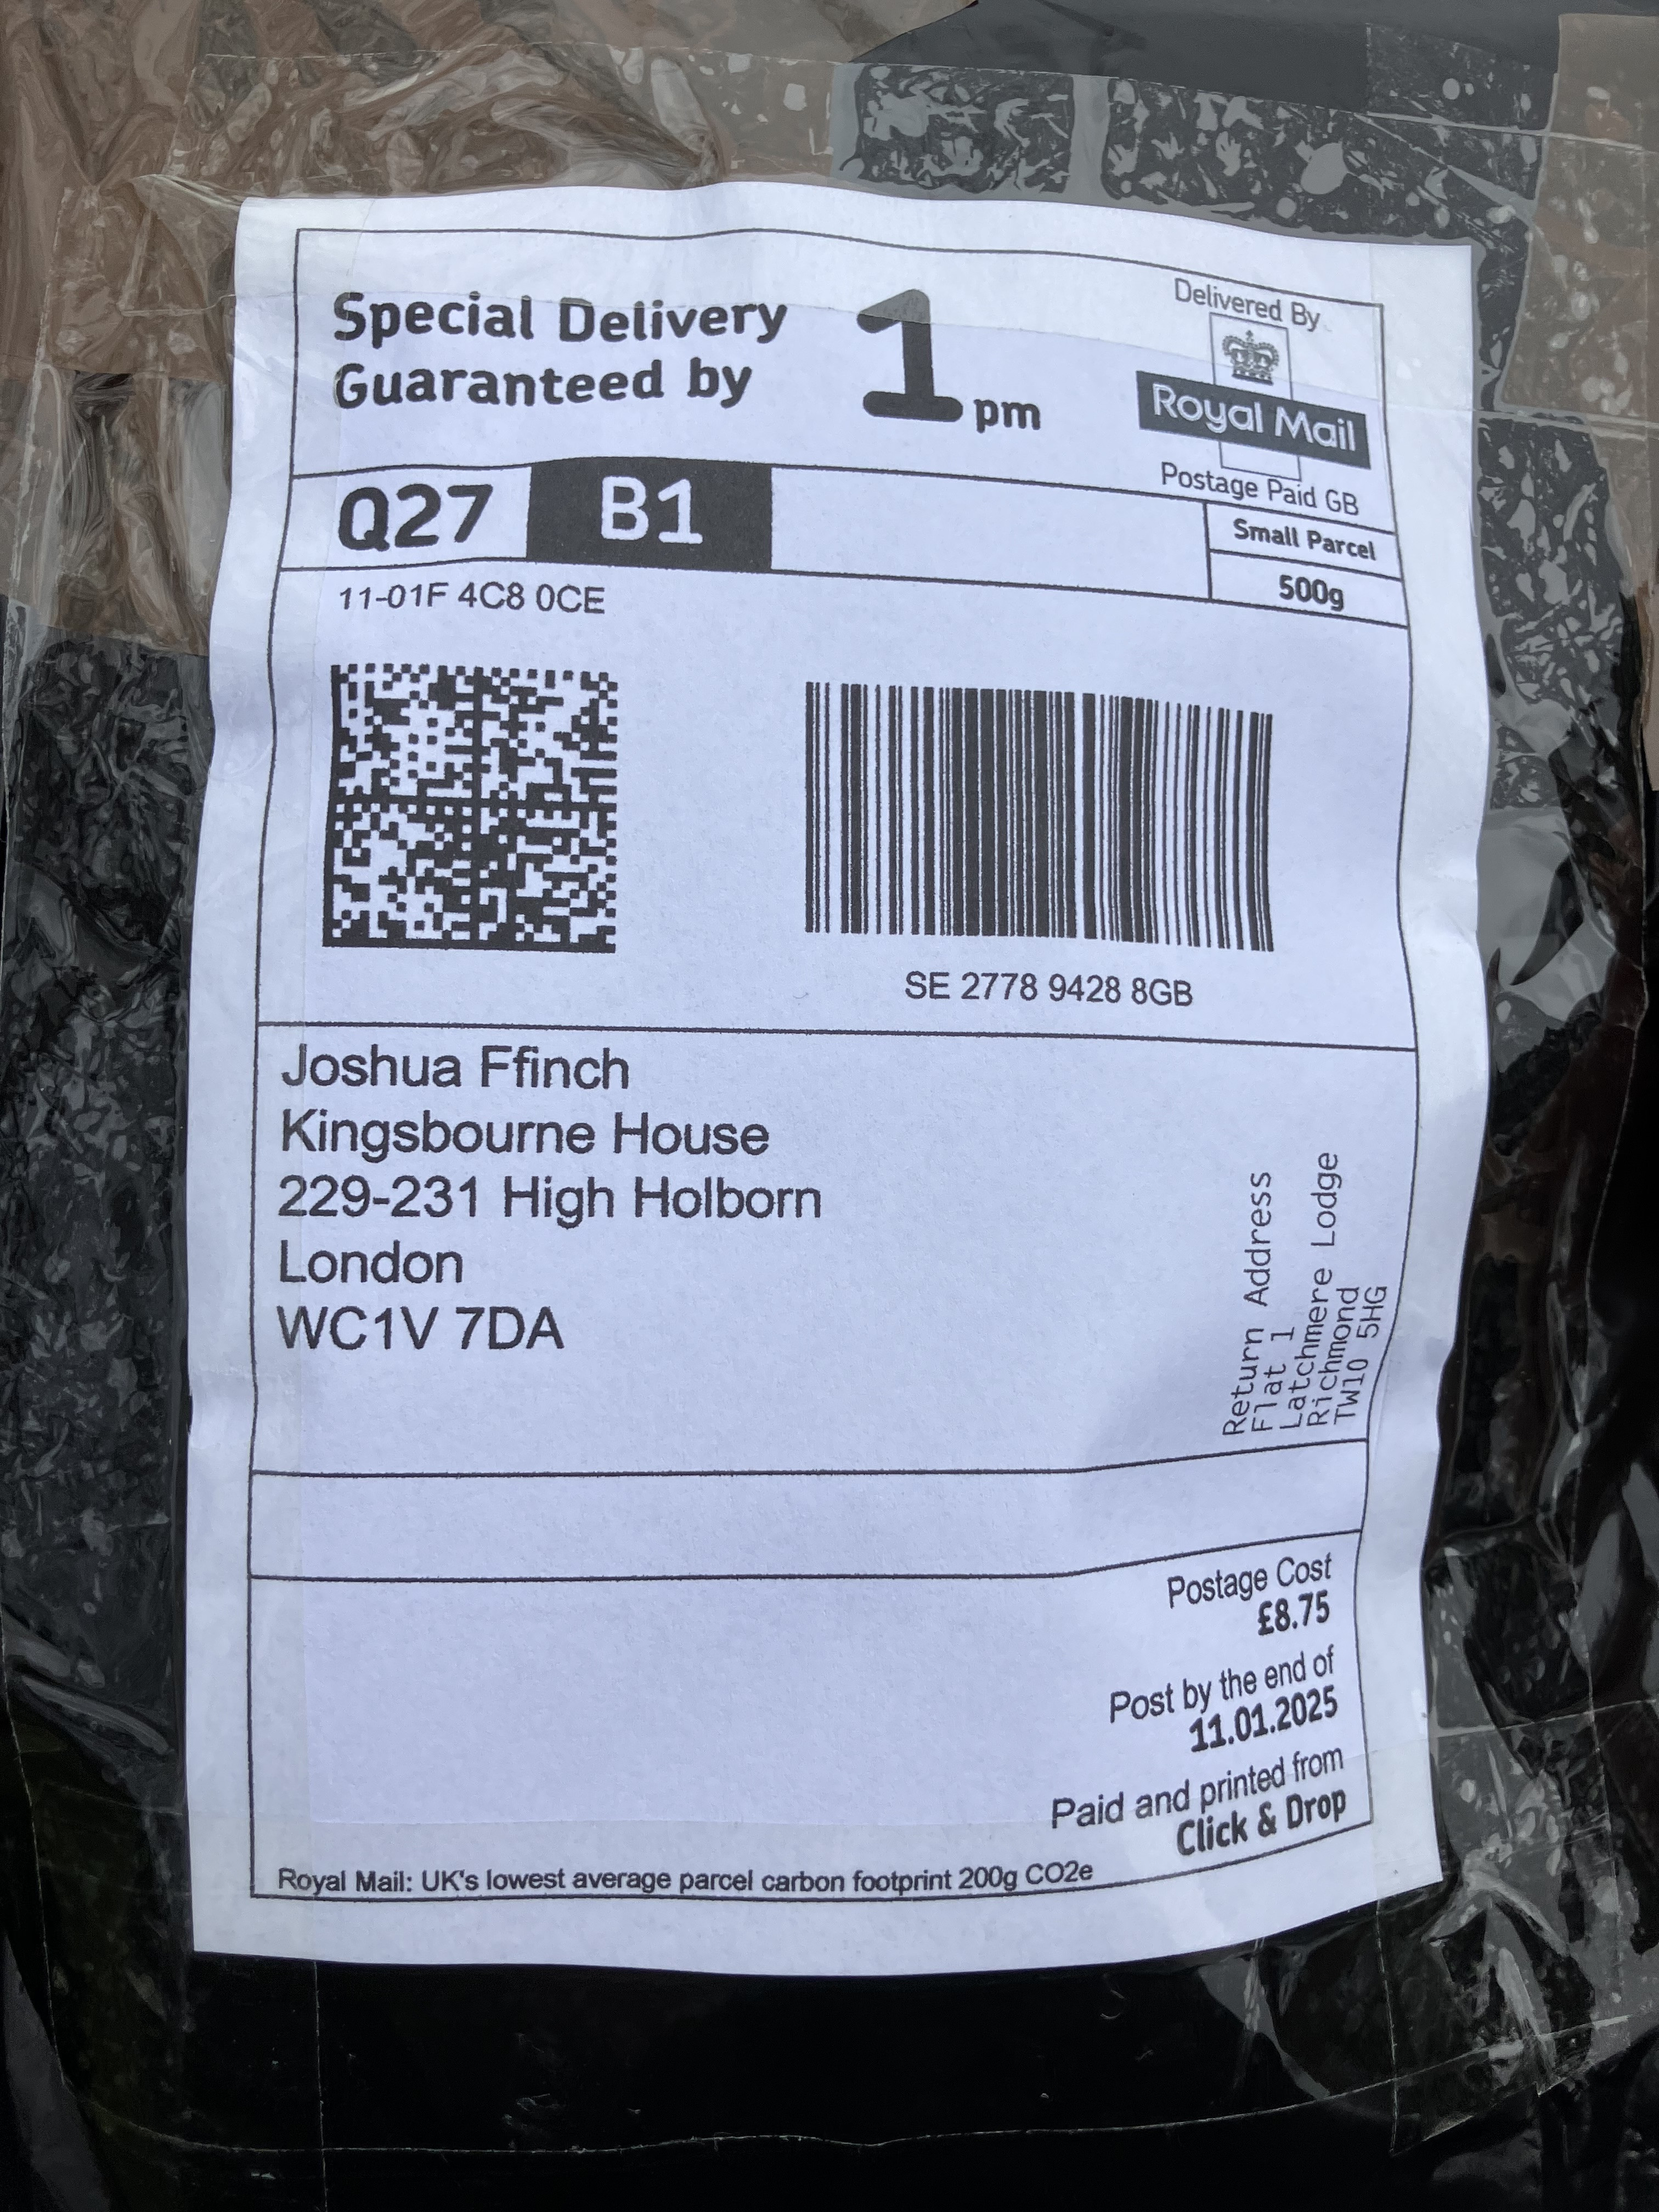 Special Delivery
Guaranteed by
1 pm
Delivered By
Royal Mail
Postage Paid GB
Q27 B1
Small Parcel
500g
11-01F 4C8 0CE
SE 2778 9428 8GB
Joshua Ffinch
Kingsbourne House
229-231 High Holborn
London
WC1V 7DA
Return Address
Flat 1
Latchmere Lodge
Richmond
TW10 5HG
Postage Cost
£8.75
Post by the end of
11.01.2025
Paid and printed from
Click & Drop
Royal Mail: UK's lowest average parcel carbon footprint 200g CO2e